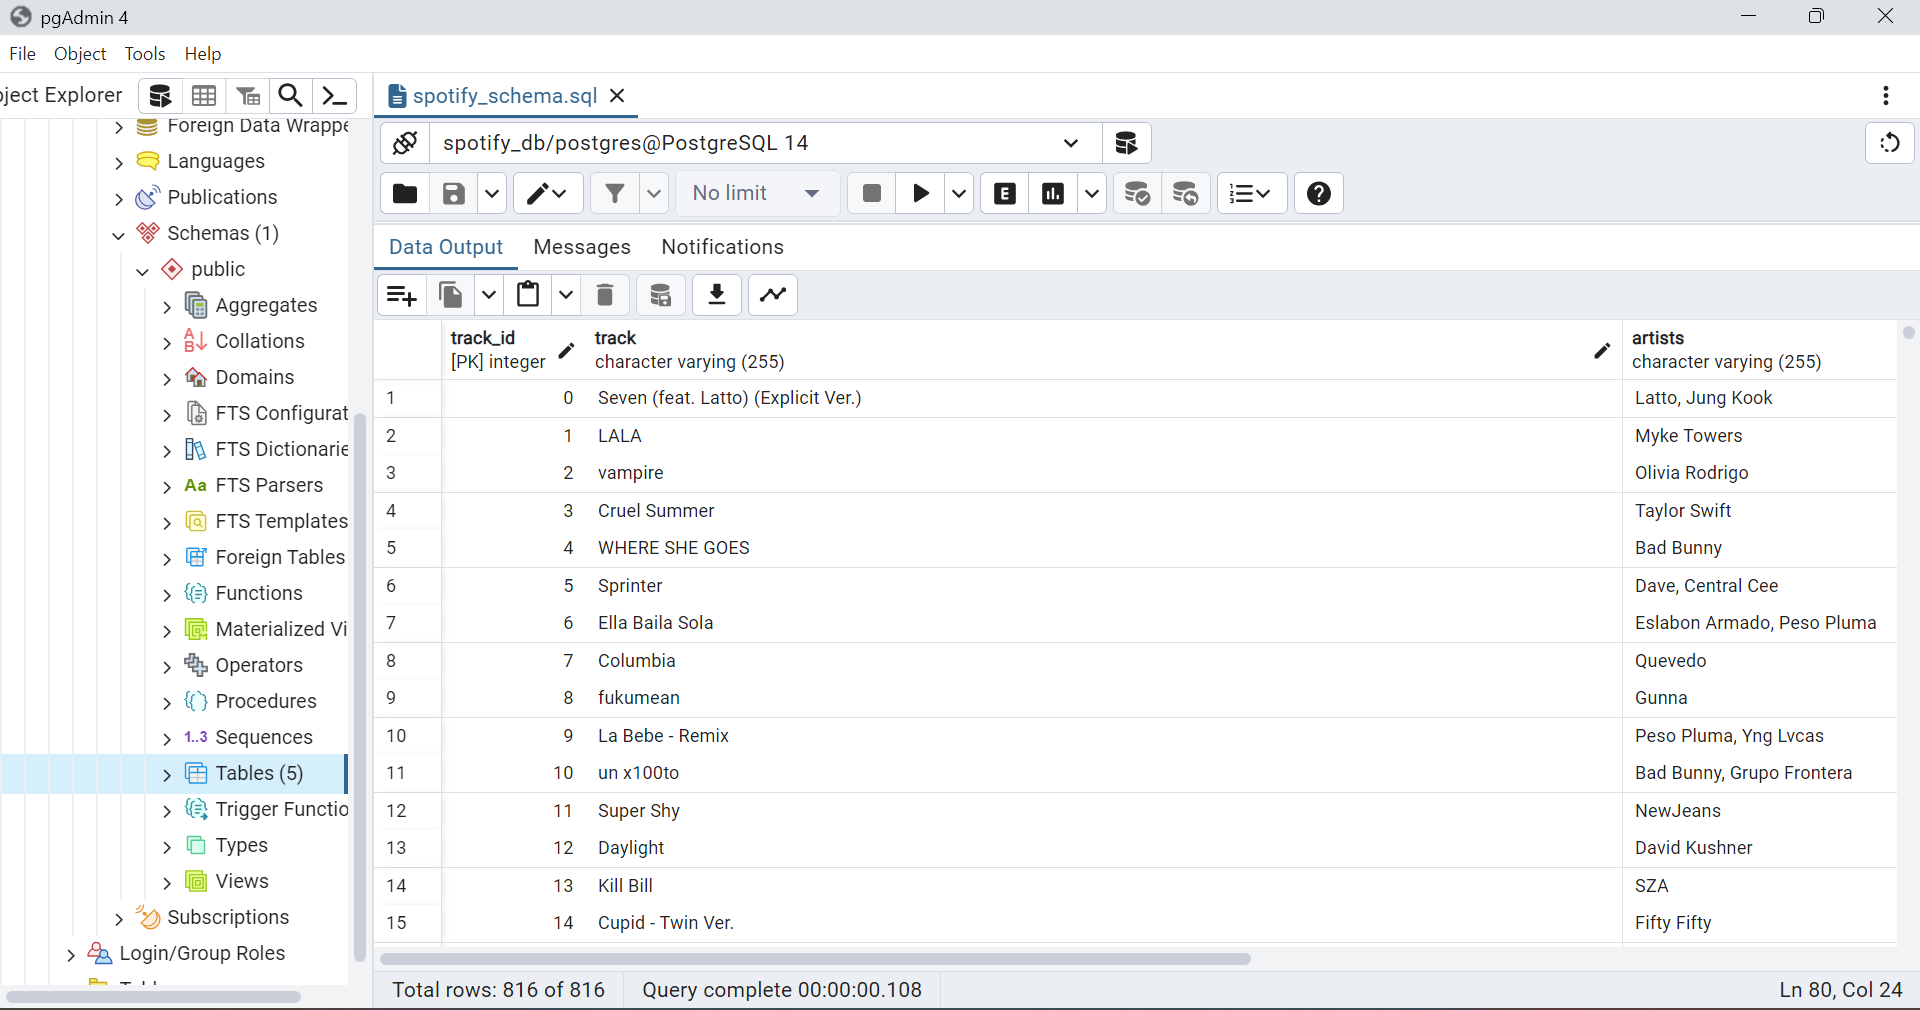 pgAdmin 4
File Object Tools Help
ject Explorer
spotify_schema.sql
spotify_db/postgres@PostgreSQL 14
No limit
Data Output Messages Notifications
Foreign Data Wrappe
Languages
Publications
Schemas (1)
public
Aggregates
Collations
Domains
FTS Configurat
FTS Dictionarie
Aa FTS Parsers
FTS Templates
Foreign Tables
Functions
Materialized Vi
Operators
Procedures
1..3 Sequences
Tables (5)
Trigger Functio
Types
Views
Subscriptions
Login/Group Roles
track_id track artists
[PK] integer character varying (255) character varying (255)
1 0 Seven (feat. Latto) (Explicit Ver.) Latto, Jung Kook
2 1 LALA Myke Towers
3 2 vampire Olivia Rodrigo
4 3 Cruel Summer Taylor Swift
5 4 WHERE SHE GOES Bad Bunny
6 5 Sprinter Dave, Central Cee
7 6 Ella Baila Sola Eslabon Armado, Peso Pluma
8 7 Columbia Quevedo
9 8 fukumean Gunna
10 9 La Bebe - Remix Peso Pluma, Yng Lvcas
11 10 un x100to Bad Bunny, Grupo Frontera
12 11 Super Shy NewJeans
13 12 Daylight David Kushner
14 13 Kill Bill SZA
15 14 Cupid - Twin Ver. Fifty Fifty
Total rows: 816 of 816 Query complete 00:00:00.108 Ln 80, Col 24